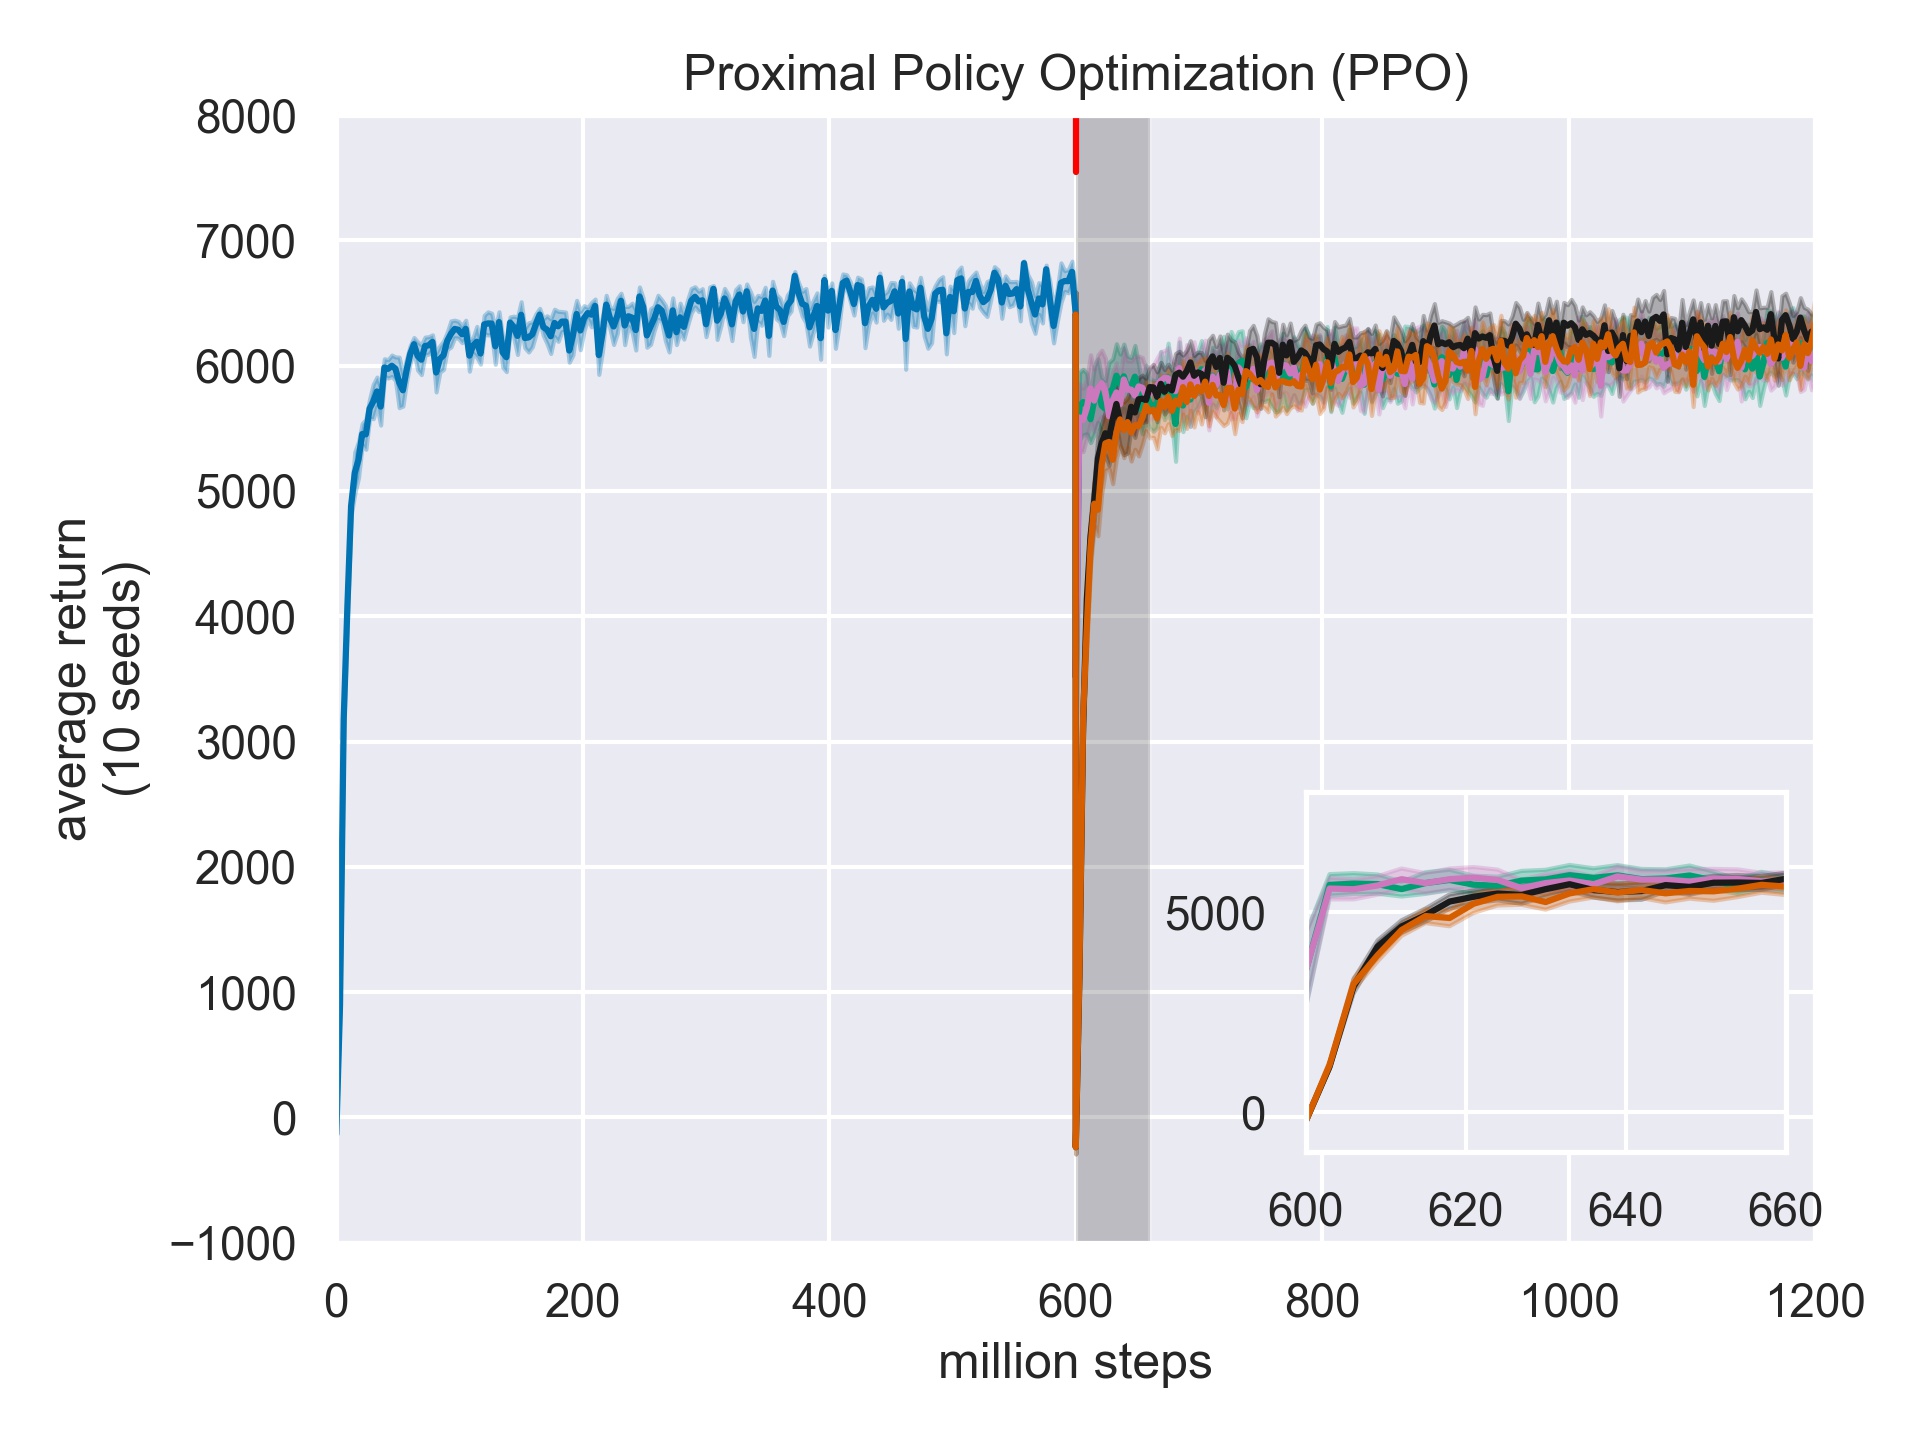 Proximal Policy Optimization (PPO)
8000
7000
6000
5000
4000
3000
2000
1000
0
−1000
average return
(10 seeds)
5000
0
600 620 640 660
0 200 400 600 800 1000 1200
million steps